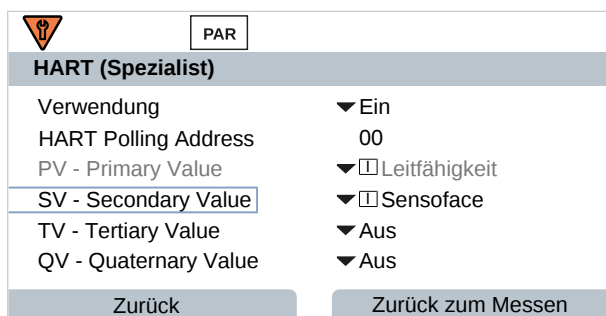 PAR
HART (Spezialist)
Verwendung Ein
HART Polling Address 00
PV - Primary Value I Leitfähigkeit
SV - Secondary Value I Sensoface
TV - Tertiary Value Aus
QV - Quaternary Value Aus
Zurück Zurück zum Messen